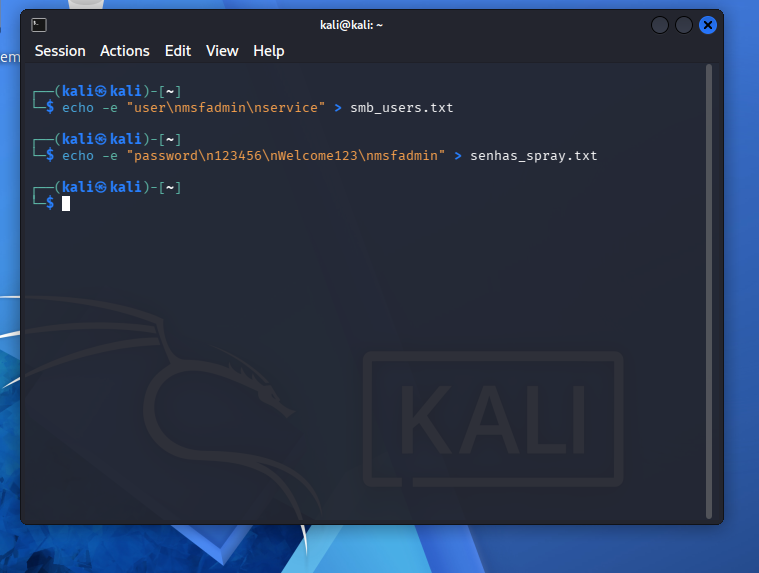 kali@kali: ~
Session Actions Edit View Help
em
┌──(kali㉿kali)-[~]
└─$ echo -e "user\nmsfadmin\nservice" > smb_users.txt
┌──(kali㉿kali)-[~]
└─$ echo -e "password\n123456\nWelcome123\nmsfadmin" > senhas_spray.txt
┌──(kali㉿kali)-[~]
└─$
KALI